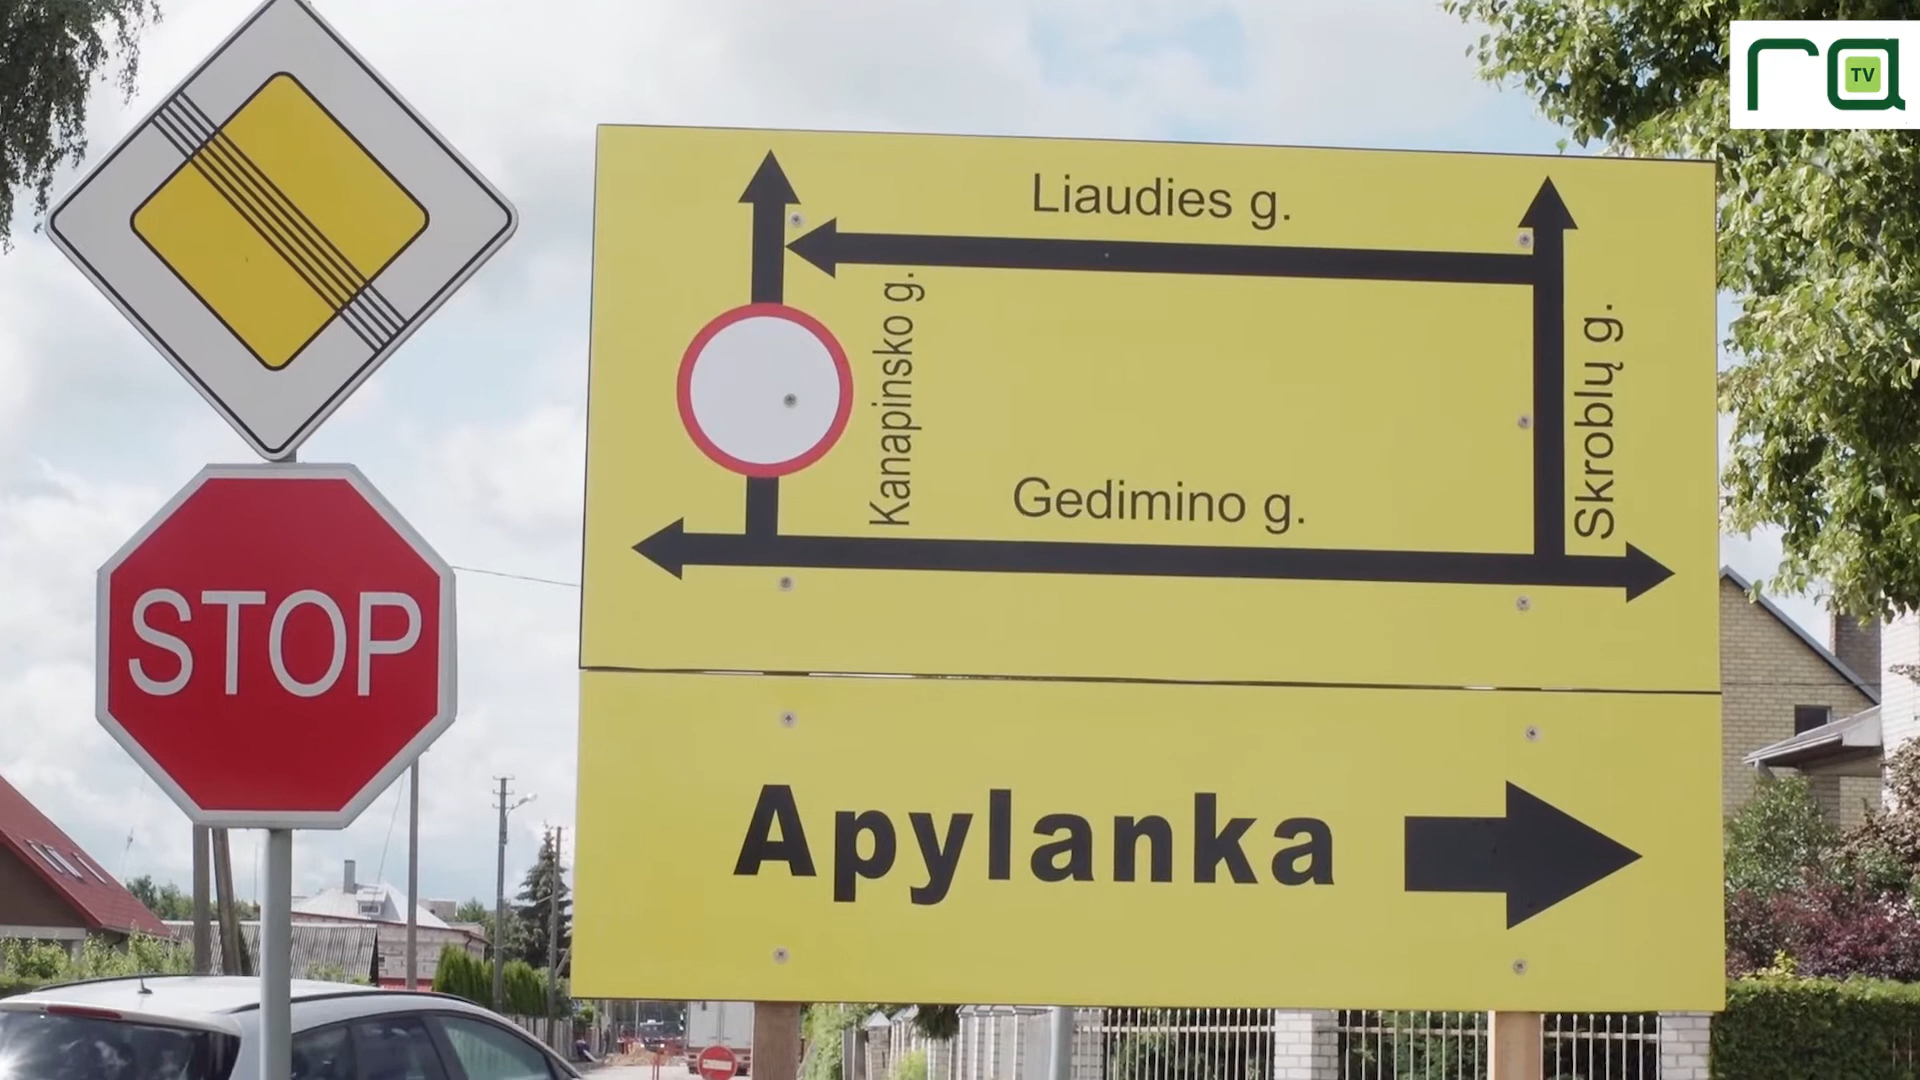 ra
TV
Liaudies g.
Kanapinsko g.
Skroblų g.
Gedimino g.
STOP
Apylanka